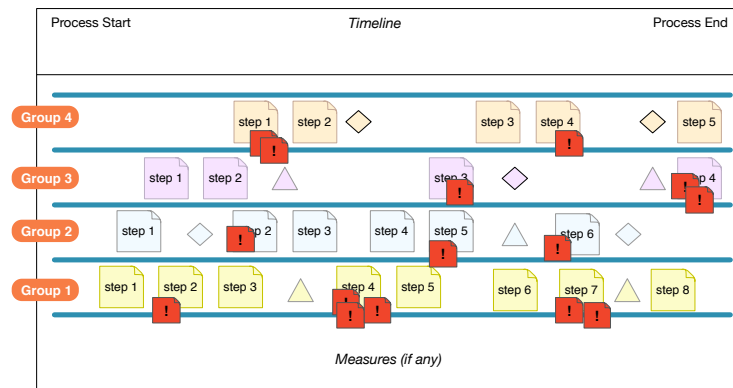 Process Start Timeline Process End
Group 4 step 1 step 2 step 3 step 4 step 5
! ! !
Group 3 step 1 step 2 step 3 step 4
! ! !
Group 2 step 1 step 2 step 3 step 4 step 5 step 6
! ! !
Group 1 step 1 step 2 step 3 step 4 step 5 step 6 step 7 step 8
! ! ! ! ! !
Measures (if any)